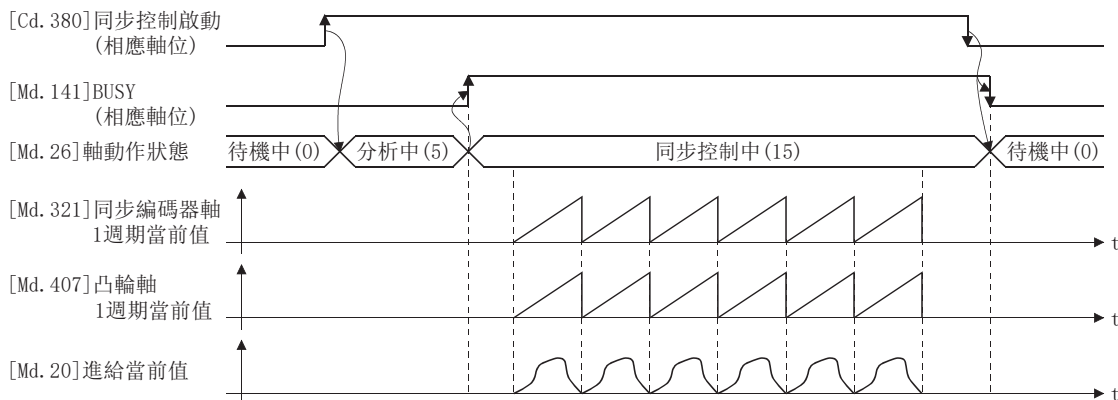 [Cd.380]同步控制啟動
(相應軸位)
[Md.141]BUSY
(相應軸位)
[Md.26]軸動作狀態
待機中(0)
分析中(5)
同步控制中(15)
待機中(0)
[Md.321]同步編碼器軸
1週期當前值
t
[Md.407]凸輪軸
1週期當前值
t
[Md.20]進給當前值
t